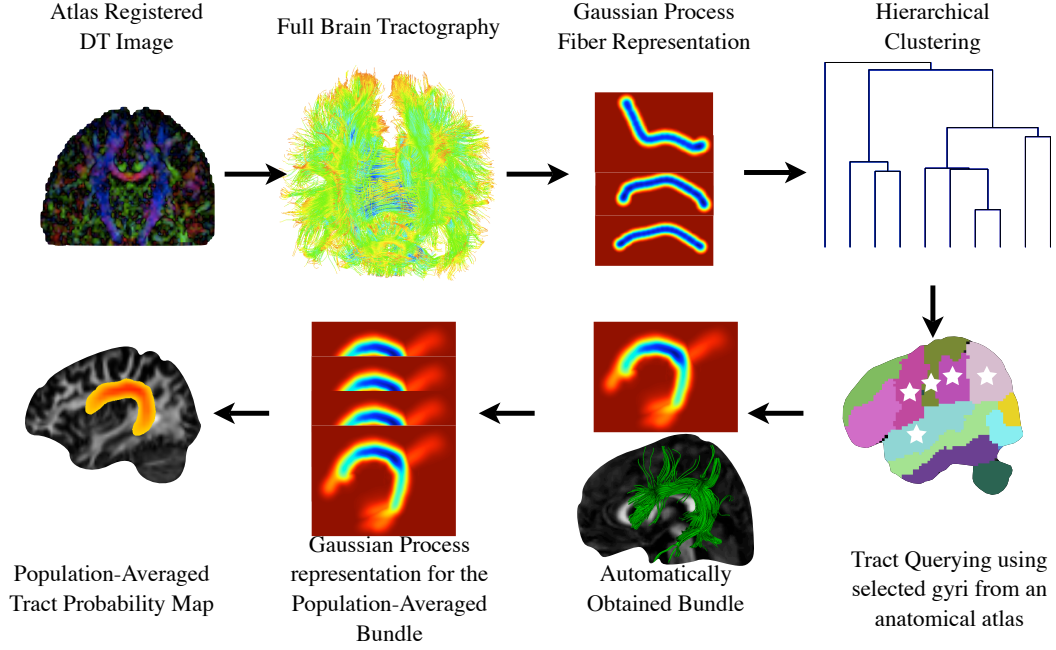 Atlas Registered
DT Image
Full Brain Tractography
Gaussian Process
Fiber Representation
Hierarchical
Clustering
Population-Averaged
Tract Probability Map
Gaussian Process
representation for the
Population-Averaged
Bundle
Automatically
Obtained Bundle
Tract Querying using
selected gyri from an
anatomical atlas